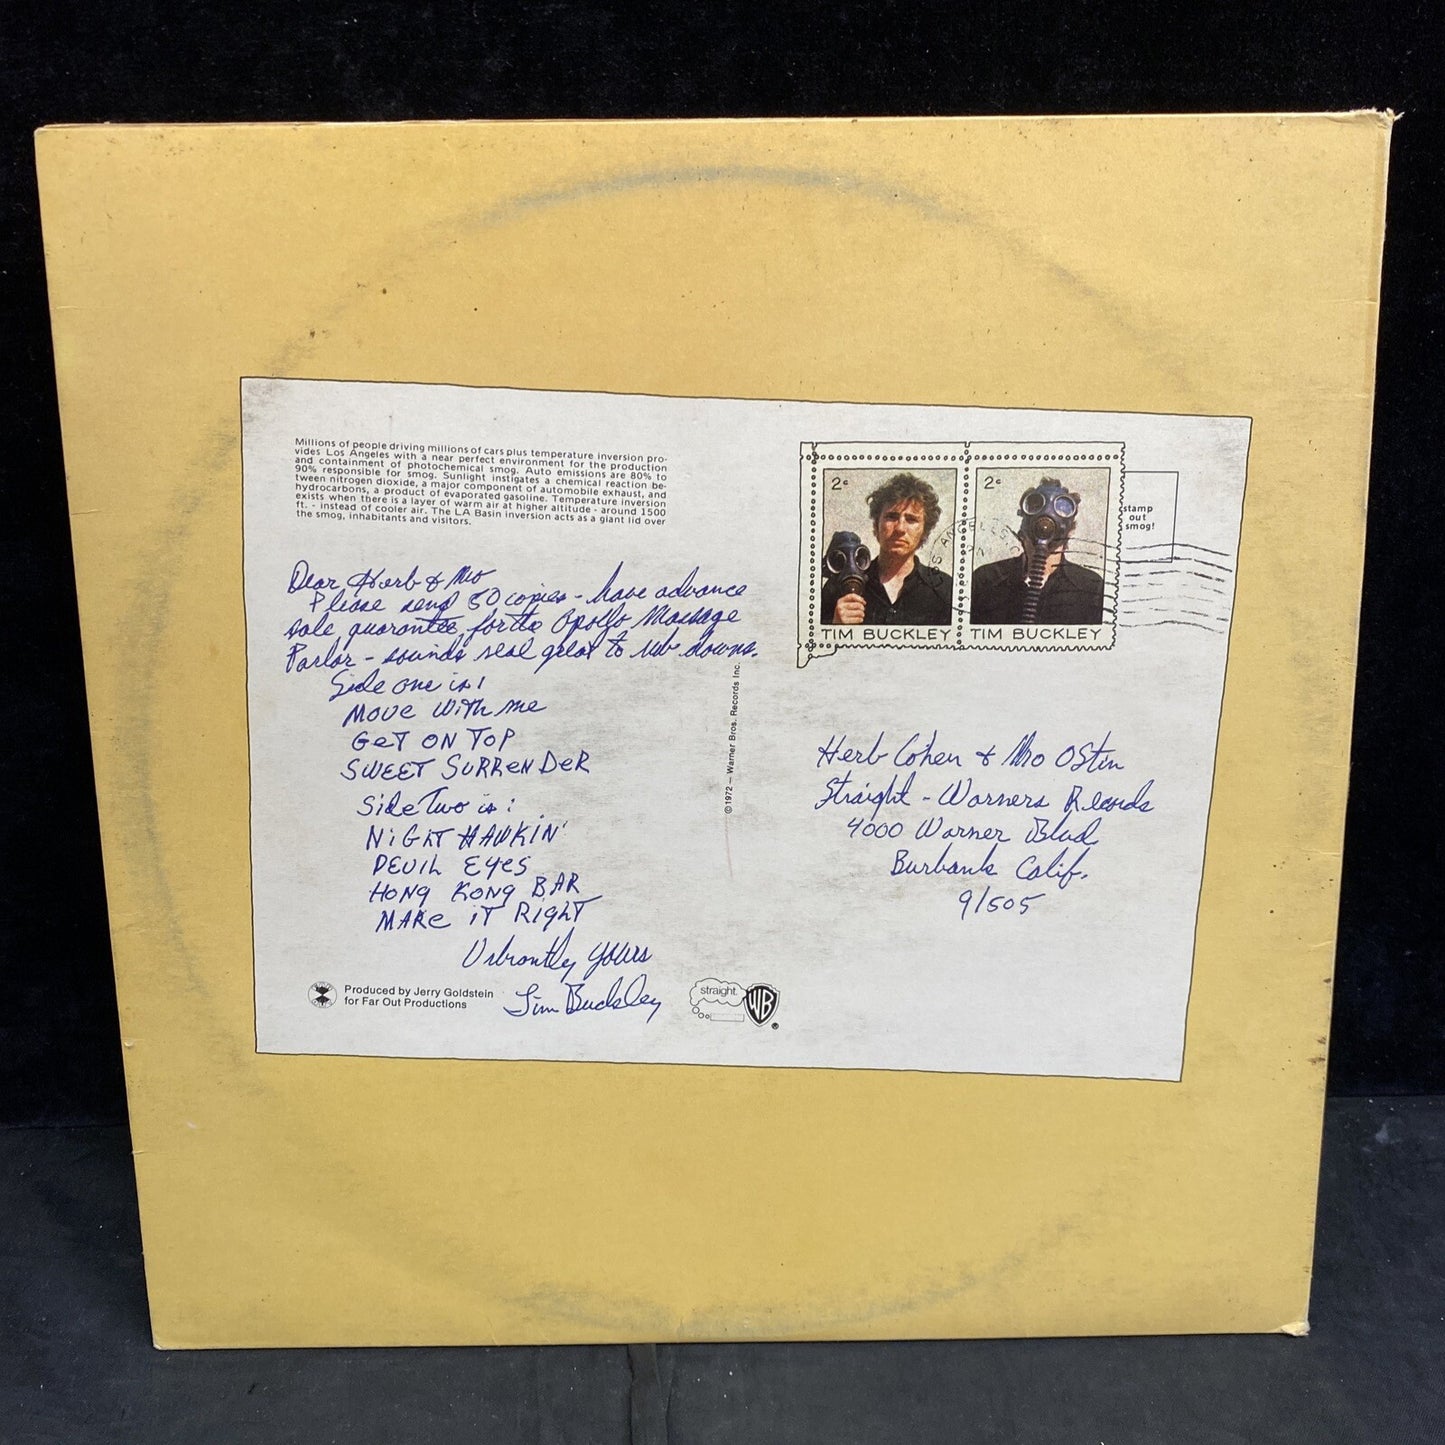 Millions of people driving millions of cars plus temperature inversion pro-
vides Los Angeles with a near perfect environment for the production
and containment of photochemical smog. Auto emissions are 80% to
90% responsible for smog. Sunlight instigates a chemical reaction be-
tween nitrogen dioxide, a major component of automobile exhaust, and
hydrocarbons, a product of evaporated gasoline. Temperature inversion
exists when there is a layer of warm air at higher altitude - around 1500
ft. - instead of cooler air. The L.A. Basin inversion acts as a giant lid over
the smog, inhabitants and visitors.
Dear Herb & Mo
Please send 50 copies - have advance
sale guarantee for the Apollo Massage
Parlor - sounds real great to rub downs.
Side one is!
Move With me
GeT ON TOP
SWEET SURRENDER
Side Two is:
NiGHT HAWKiN'
DEVIL EYES
HONG KONG BAR
MAKe iT RighT
Vibrantly yours
Tim Buckley
Produced by Jerry Goldstein
for Far Out Productions
straight.
WB
®
©1972 — Warner Bros. Records Inc.
2c
2c
TIM BUCKLEY
TIM BUCKLEY
LOS ANGELES
stamp
out
smog!
Herb Cohen & Mo Ostin
Straight - Warners Records
4000 Warner Blvd
Burbank Calif.
91505